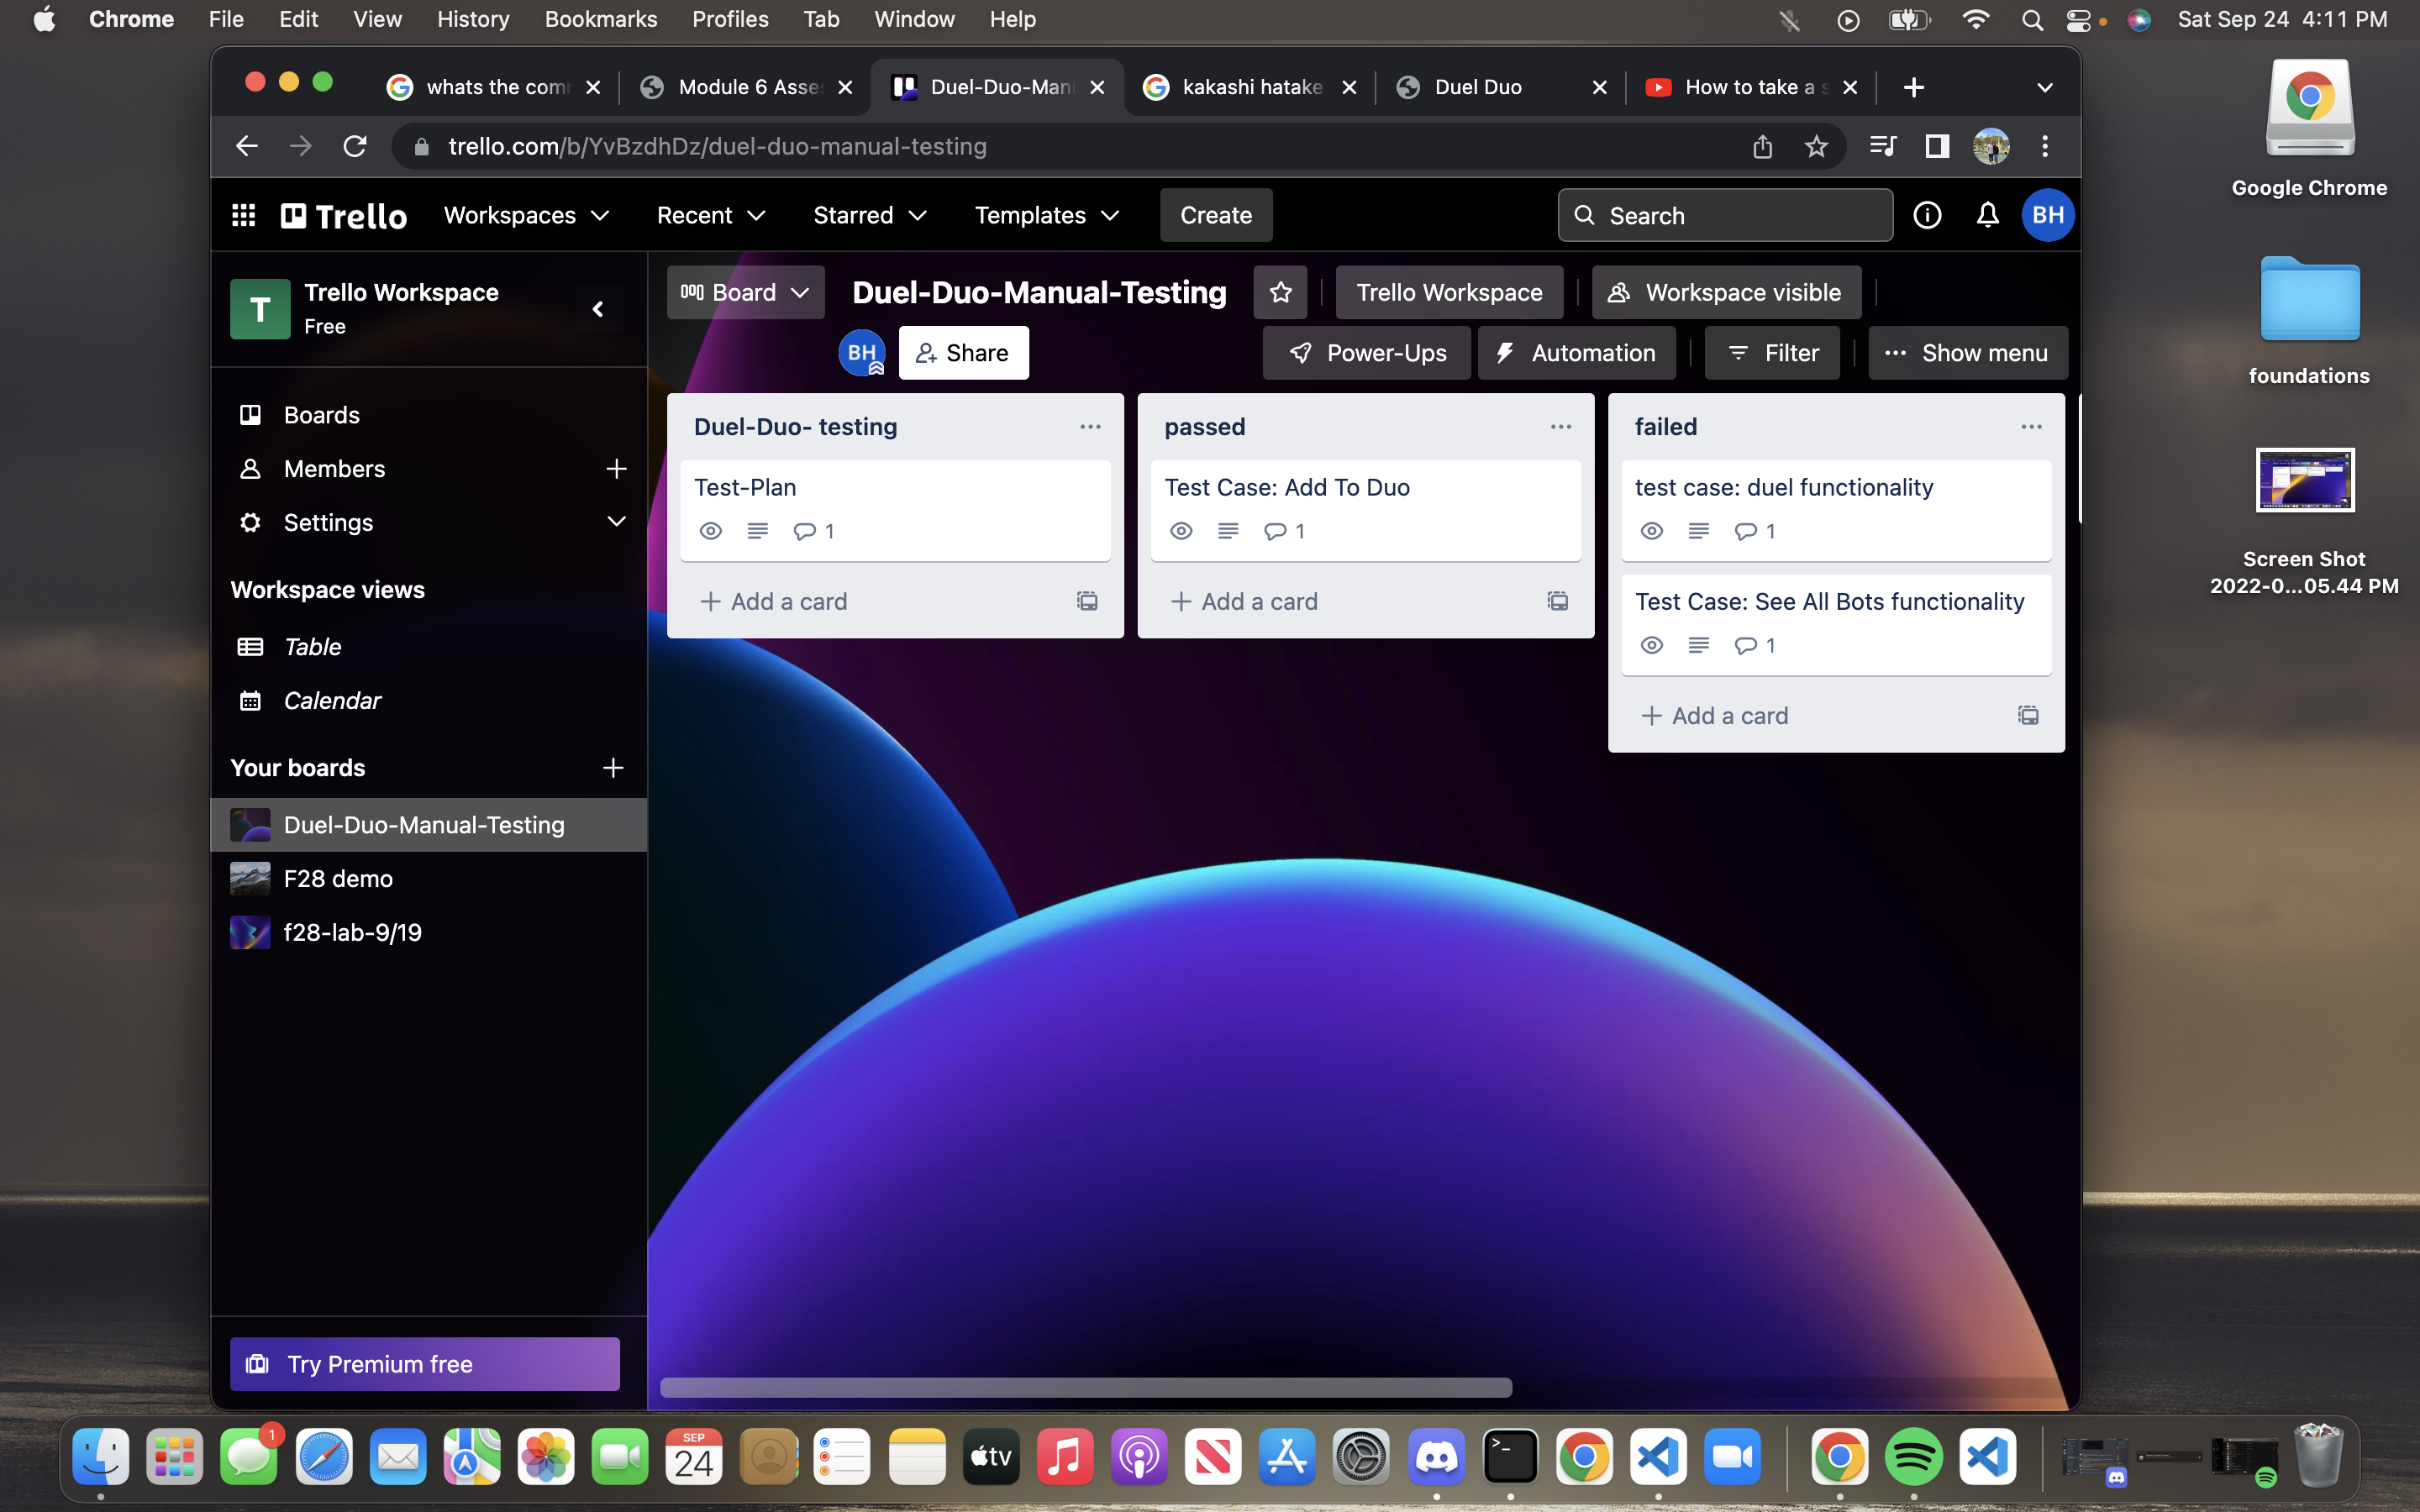 Chrome File Edit View History Bookmarks Profiles Tab Window Help Sat Sep 24 4:11 PM
whats the com Module 6 Asse Duel-Duo-Man kakashi hatake Duel Duo How to take a s
trello.com/b/YvBzdhDz/duel-duo-manual-testing
Trello Workspaces Recent Starred Templates Create Search BH
T Trello Workspace
Free
Board Duel-Duo-Manual-Testing Trello Workspace Workspace visible
BH Share Power-Ups Automation Filter Show menu
Boards
Members
Settings
Workspace views
Table
Calendar
Your boards
Duel-Duo-Manual-Testing
F28 demo
f28-lab-9/19
Try Premium free
Duel-Duo- testing
Test-Plan
1
Add a card
passed
Test Case: Add To Duo
1
Add a card
failed
test case: duel functionality
1
Test Case: See All Bots functionality
1
Add a card
Google Chrome
foundations
Screen Shot
2022-0...05.44 PM
1
SEP
24
tv